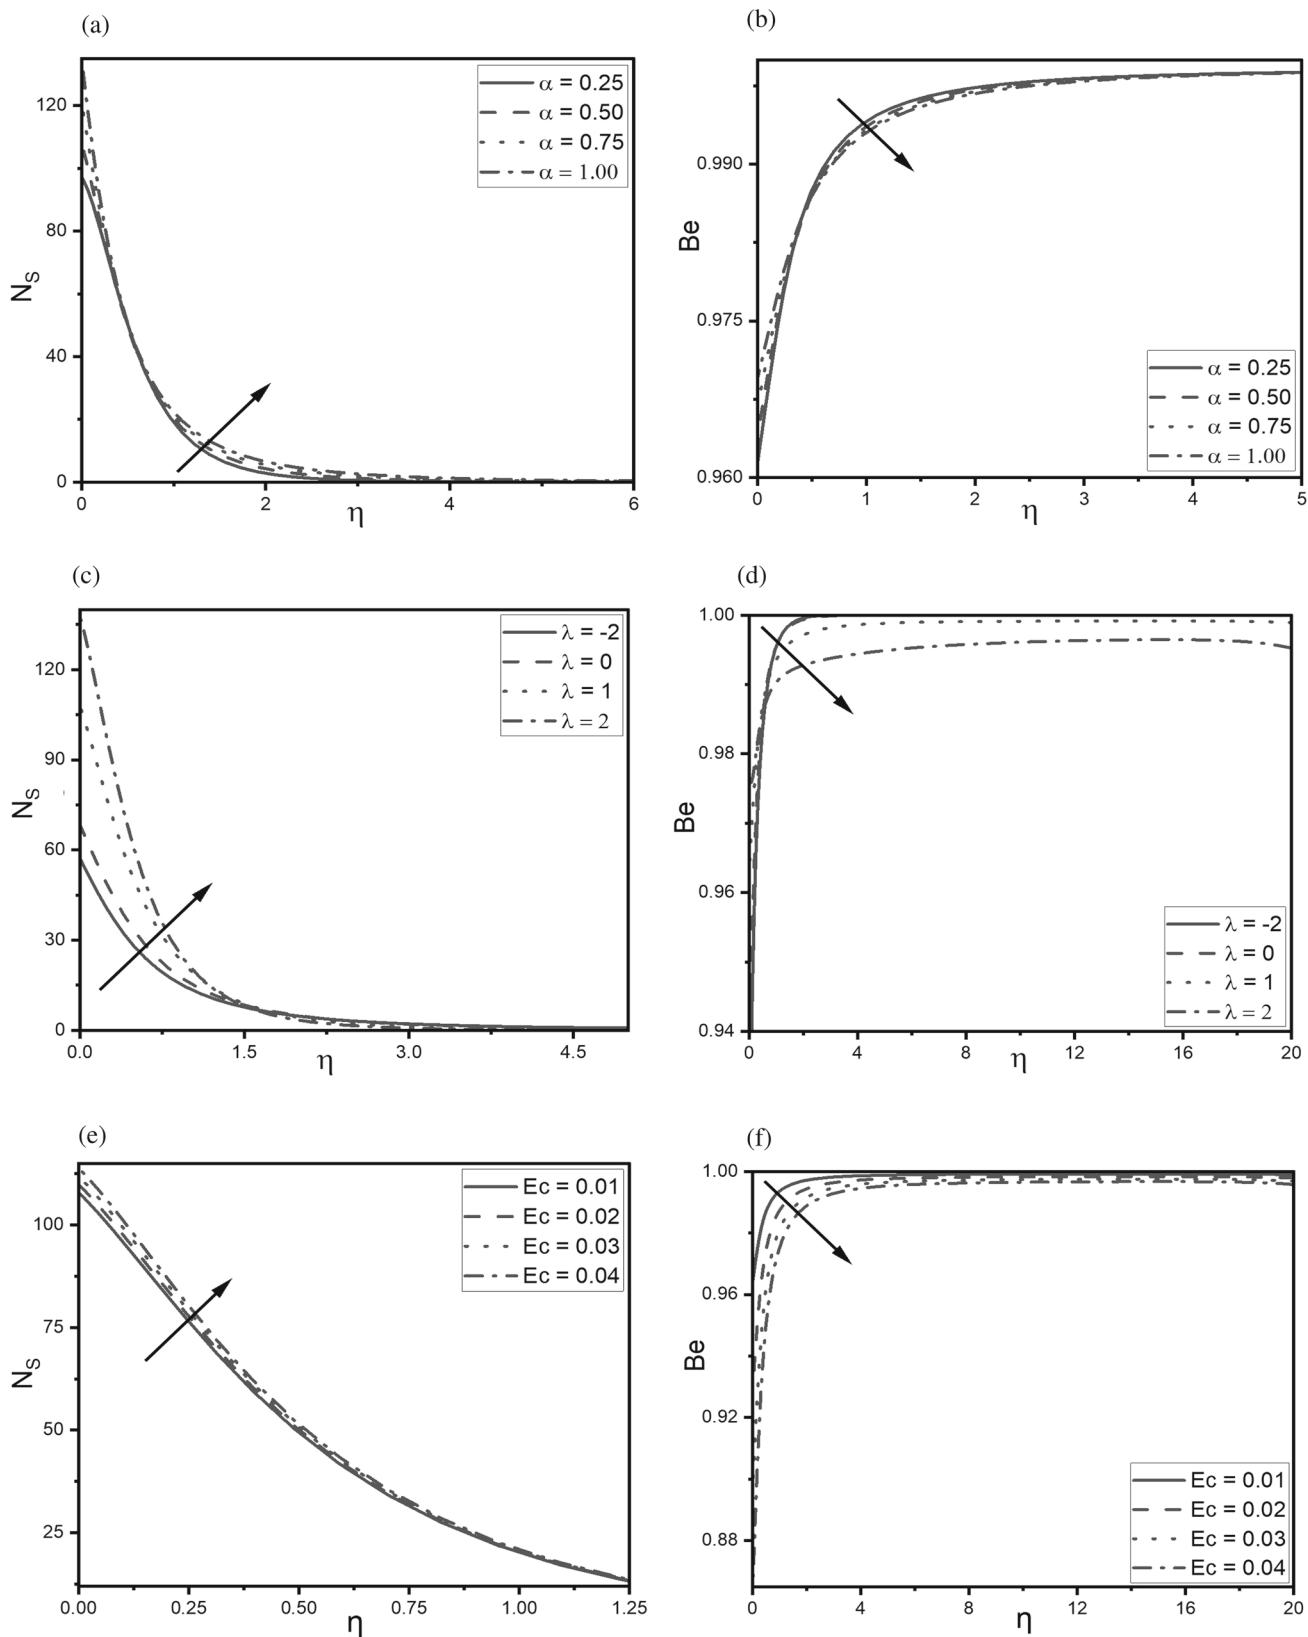 (a)
α = 0.25
α = 0.50
α = 0.75
α = 1.00
120
80
40
0
N_S
0 2 4 6
η
(b)
0.990
0.975
0.960
Be
α = 0.25
α = 0.50
α = 0.75
α = 1.00
0 1 2 3 4 5
η
(c)
λ = -2
λ = 0
λ = 1
λ = 2
120
90
60
30
0
N_S
0.0 1.5 3.0 4.5
η
(d)
1.00
0.98
0.96
0.94
Be
λ = -2
λ = 0
λ = 1
λ = 2
0 4 8 12 16 20
η
(e)
Ec = 0.01
Ec = 0.02
Ec = 0.03
Ec = 0.04
100
75
50
25
N_S
0.00 0.25 0.50 0.75 1.00 1.25
η
(f)
1.00
0.96
0.92
0.88
Be
Ec = 0.01
Ec = 0.02
Ec = 0.03
Ec = 0.04
0 4 8 12 16 20
η